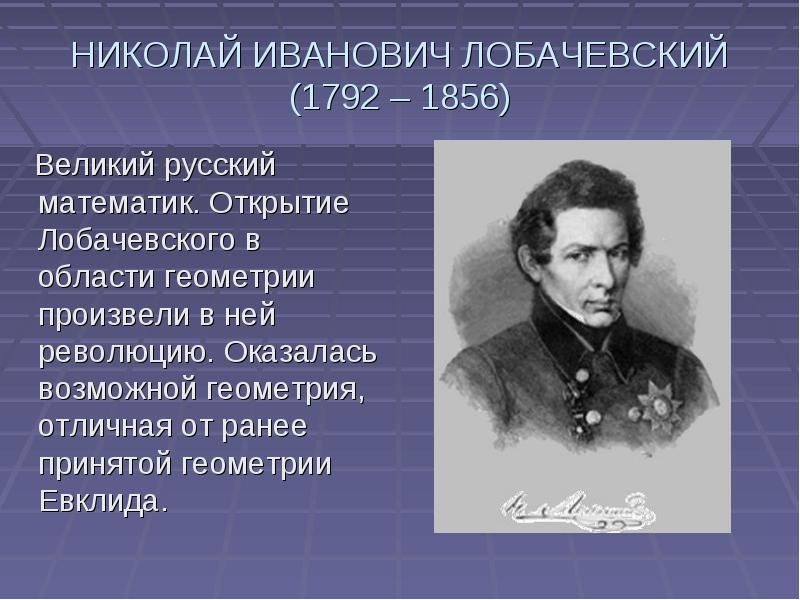 НИКОЛАЙ ИВАНОВИЧ ЛОБАЧЕВСКИЙ
(1792 – 1856)
Великий русский
математик. Открытие
Лобачевского в
области геометрии
произвели в ней
революцию. Оказалась
возможной геометрия,
отличная от ранее
принятой геометрии
Евклида.